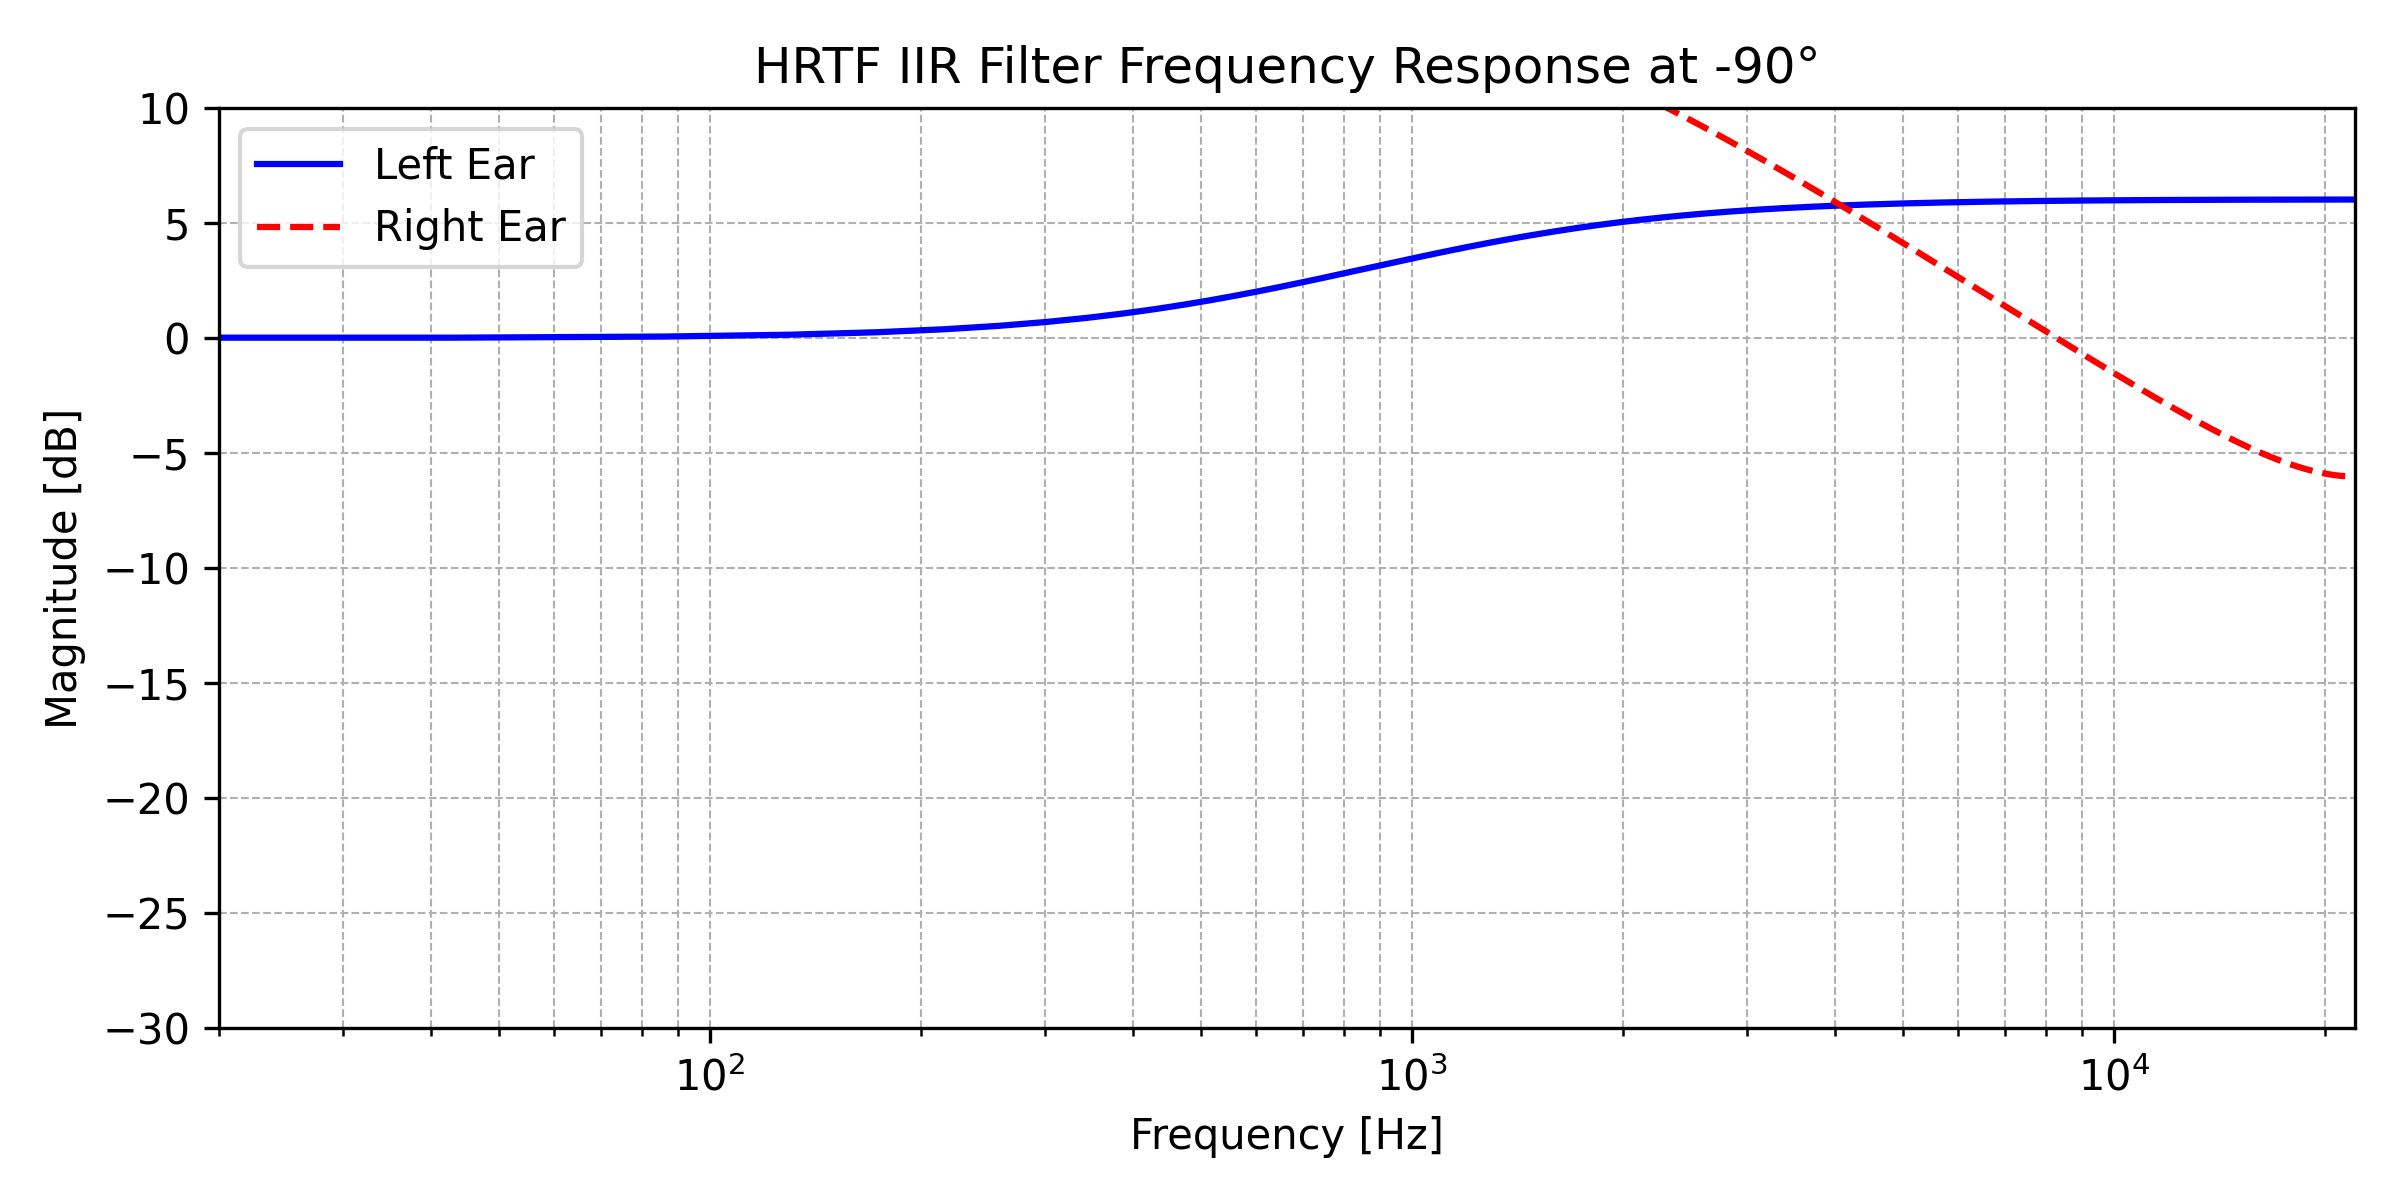 HRTF IIR Filter Frequency Response at -90°
Left Ear
Right Ear
Magnitude [dB]
10
5
0
−5
−10
−15
−20
−25
−30
10²
10³
10⁴
Frequency [Hz]